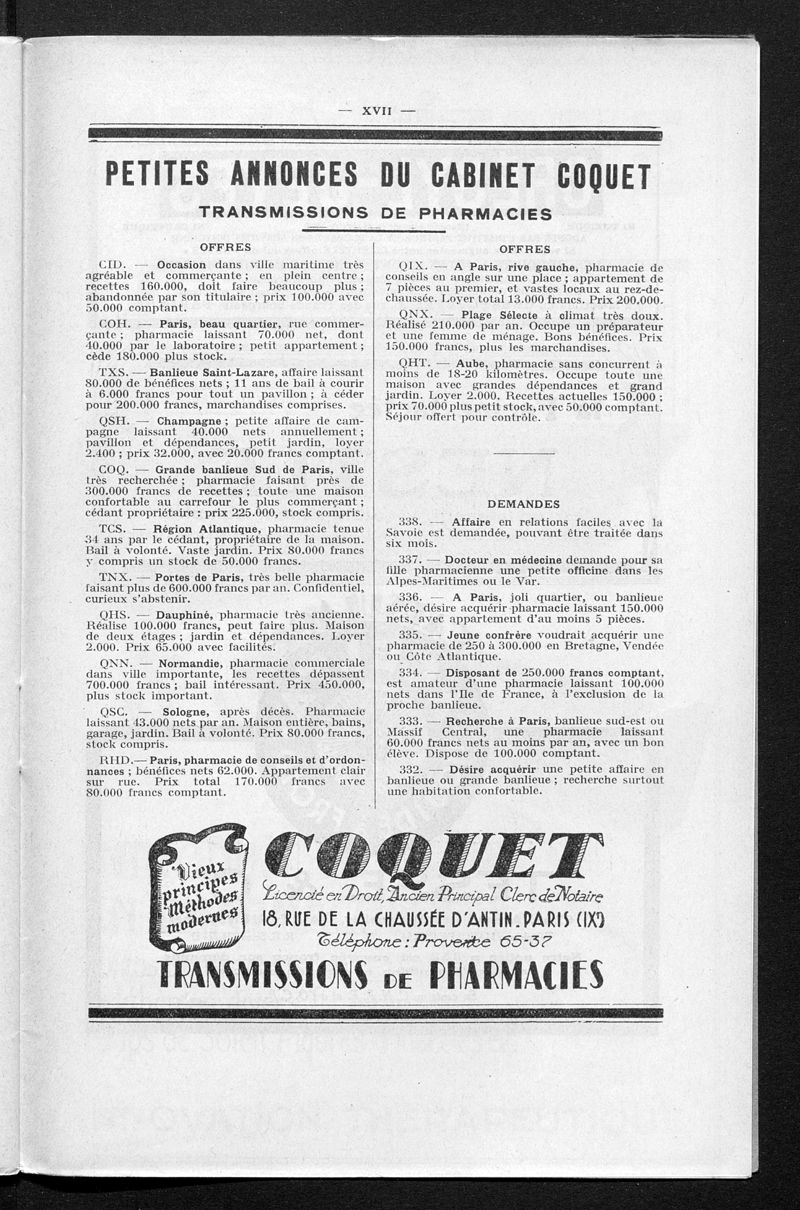 — XVII —
PETITES ANNONCES DU CABINET COQUET
TRANSMISSIONS DE PHARMACIES
OFFRES
CID. — Occasion dans ville maritime très
agréable et commerçante ; en plein centre ;
recettes 160.000, doit faire beaucoup plus ;
abandonnée par son titulaire ; prix 100.000 avec
50.000 comptant.
COH. — Paris, beau quartier, rue commer-
çante ; pharmacie laissant 70.000 net, dont
40.000 par le laboratoire ; petit appartement ;
cède 180.000 plus stock.
TXS. — Banlieue Saint-Lazare, affaire laissant
80.000 de bénéfices nets ; 11 ans de bail à courir
à 6.000 francs pour tout un pavillon ; à céder
pour 200.000 francs, marchandises comprises.
QSH. — Champagne ; petite affaire de cam-
pagne laissant 40.000 nets annuellement ;
pavillon et dépendances, petit jardin, loyer
2.400 ; prix 32.000, avec 20.000 francs comptant.
COQ. — Grande banlieue Sud de Paris, ville
très recherchée ; pharmacie faisant près de
300.000 francs de recettes ; toute une maison
confortable au carrefour le plus commerçant ;
cédant propriétaire : prix 225.000, stock compris.
TCS. — Région Atlantique, pharmacie tenue
34 ans par le cédant, propriétaire de la maison.
Bail à volonté. Vaste jardin. Prix 80.000 francs
y compris un stock de 50.000 francs.
TNX. — Portes de Paris, très belle pharmacie
faisant plus de 600.000 francs par an. Confidentiel,
curieux s'abstenir.
QHS. — Dauphiné, pharmacie très ancienne.
Réalise 100.000 francs, peut faire plus. Maison
de deux étages ; jardin et dépendances. Loyer
2.000. Prix 65.000 avec facilités.
QNN. — Normandie, pharmacie commerciale
dans ville importante, les recettes dépassent
700.000 francs ; bail intéressant. Prix 450.000,
plus stock important.
QSC. — Sologne, après décès. Pharmacie
laissant 43.000 nets par an. Maison entière, bains,
garage, jardin. Bail à volonté. Prix 80.000 francs,
stock compris.
RHD.— Paris, pharmacie de conseils et d'ordon-
nances ; bénéfices nets 62.000. Appartement clair
sur rue. Prix total 170.000 francs avec
80.000 francs comptant.
OFFRES
QIX. — A Paris, rive gauche, pharmacie de
conseils en angle sur une place ; appartement de
7 pièces au premier, et vastes locaux au rez-de-
chaussée. Loyer total 13.000 francs. Prix 200.000.
QNX. — Plage Sélecte à climat très doux.
Réalisé 210.000 par an. Occupe un préparateur
et une femme de ménage. Bons bénéfices. Prix
150.000 francs, plus les marchandises.
QHT. — Aube, pharmacie sans concurrent à
moins de 18-20 kilomètres. Occupe toute une
maison avec grandes dépendances et grand
jardin. Loyer 2.000. Recettes actuelles 150.000 ;
prix 70.000 plus petit stock, avec 50.000 comptant.
Séjour offert pour contrôle.
DEMANDES
338. — Affaire en relations faciles avec la
Savoie est demandée, pouvant être traitée dans
six mois.
337. — Docteur en médecine demande pour sa
fille pharmacienne une petite officine dans les
Alpes-Maritimes ou le Var.
336. — A Paris, joli quartier, ou banlieue
aérée, désire acquérir pharmacie laissant 150.000
nets, avec appartement d'au moins 5 pièces.
335. — Jeune confrère voudrait acquérir une
pharmacie de 250 à 300.000 en Bretagne, Vendée
ou Côte Atlantique.
334. — Disposant de 250.000 francs comptant,
est amateur d'une pharmacie laissant 100.000
nets dans l'Ile de France, à l'exclusion de la
proche banlieue.
333. — Recherche à Paris, banlieue sud-est ou
Massif Central, une pharmacie laissant
60.000 francs nets au moins par an, avec un bon
élève. Dispose de 100.000 comptant.
332. — Désire acquérir une petite affaire en
banlieue ou grande banlieue ; recherche surtout
une habitation confortable.
Vieux
principes
Méthodes
modernes
COQUET
Licencié en Droit, Ancien Principal Clerc de Notaire
18, RUE DE LA CHAUSSÉE D'ANTIN - PARIS (IXe)
Téléphone : Provence 65-37
TRANSMISSIONS DE PHARMACIES